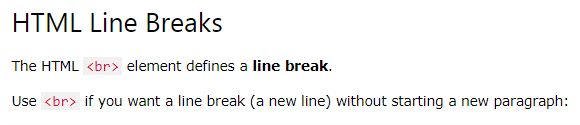 HTML Line Breaks
The HTML <br> element defines a line break.
Use <br> if you want a line break (a new line) without starting a new paragraph: